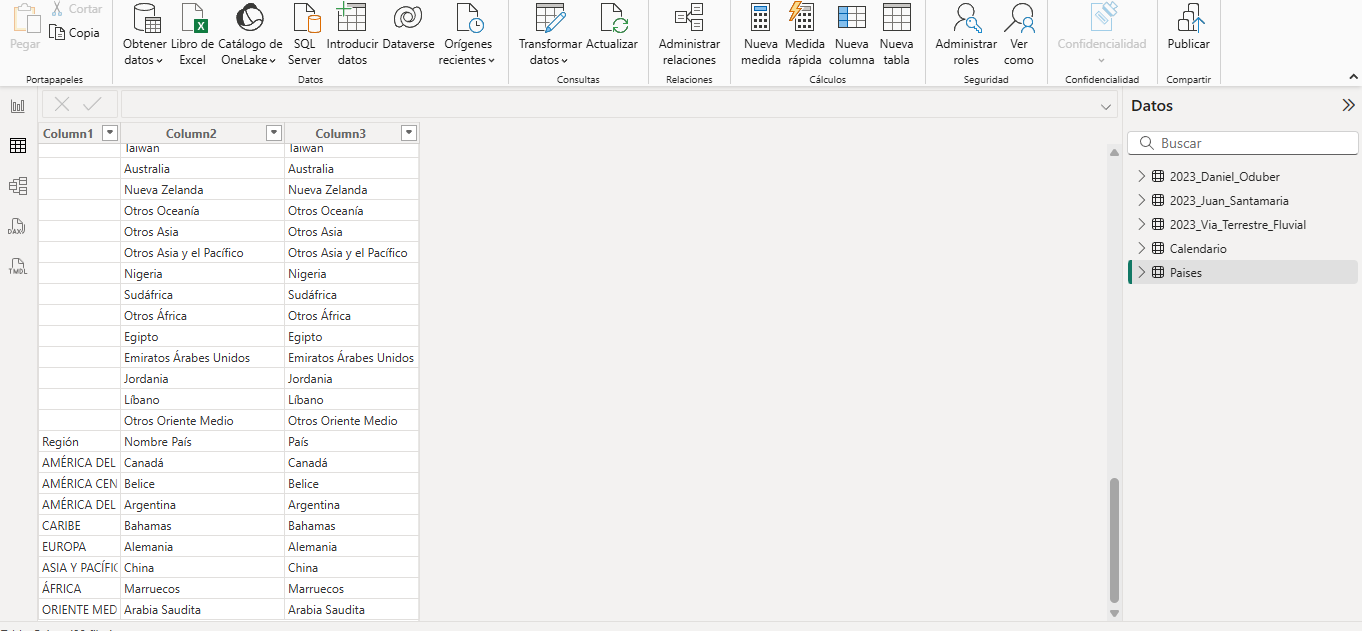 Pegar
Cortar
Copia
Portapapeles
Obtener datos
Libro de Excel
Catálogo de OneLake
SQL Server
Introducir datos
Dataverse
Orígenes recientes
Datos
Transformar datos
Actualizar
Consultas
Administrar relaciones
Relaciones
Nueva medida
Medida rápida
Nueva columna
Nueva tabla
Cálculos
Administrar roles
Ver como
Seguridad
Confidencialidad
Confidencialidad
Publicar
Compartir
DAX
TMDL
Column1 Column2 Column3
Taiwán Taiwán
Australia Australia
Nueva Zelanda Nueva Zelanda
Otros Oceanía Otros Oceanía
Otros Asia Otros Asia
Otros Asia y el Pacífico Otros Asia y el Pacífico
Nigeria Nigeria
Sudáfrica Sudáfrica
Otros África Otros África
Egipto Egipto
Emiratos Árabes Unidos Emiratos Árabes Unidos
Jordania Jordania
Líbano Líbano
Otros Oriente Medio Otros Oriente Medio
Región Nombre País País
AMÉRICA DEL Canadá Canadá
AMÉRICA CEN Belice Belice
AMÉRICA DEL Argentina Argentina
CARIBE Bahamas Bahamas
EUROPA Alemania Alemania
ASIA Y PACÍFIC China China
ÁFRICA Marruecos Marruecos
ORIENTE MED Arabia Saudita Arabia Saudita
Datos
Buscar
2023_Daniel_Oduber
2023_Juan_Santamaria
2023_Via_Terrestre_Fluvial
Calendario
Paises